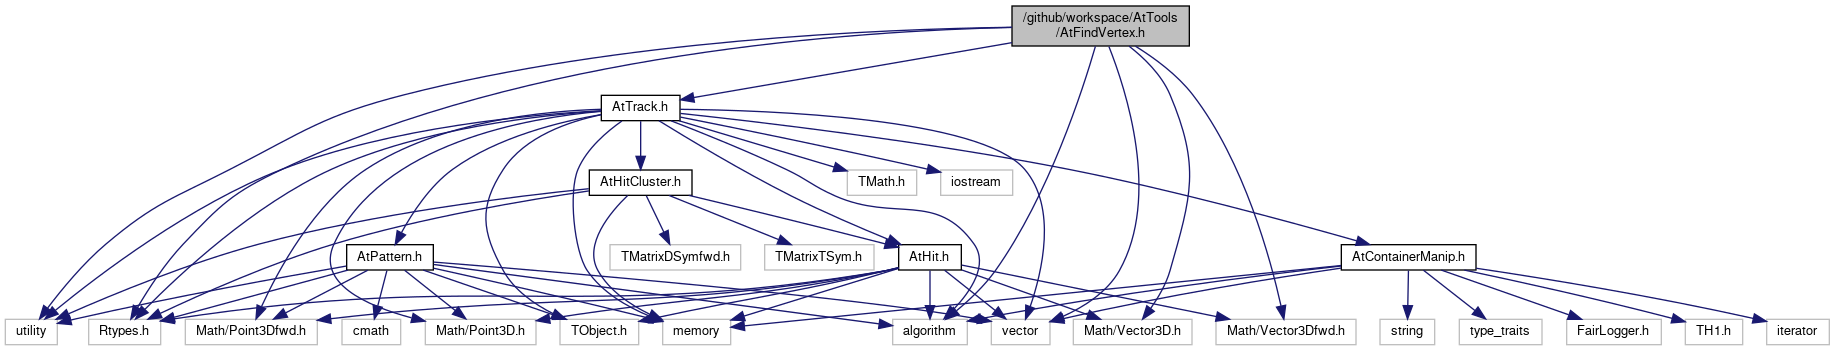 /github/workspace/AtTools
/AtFindVertex.h
AtTrack.h
AtHitCluster.h
TMath.h
iostream
AtPattern.h
TMatrixDSymfwd.h
TMatrixTSym.h
AtHit.h
AtContainerManip.h
utility
Rtypes.h
Math/Point3Dfwd.h
cmath
Math/Point3D.h
TObject.h
memory
algorithm
vector
Math/Vector3D.h
Math/Vector3Dfwd.h
string
type_traits
FairLogger.h
TH1.h
iterator